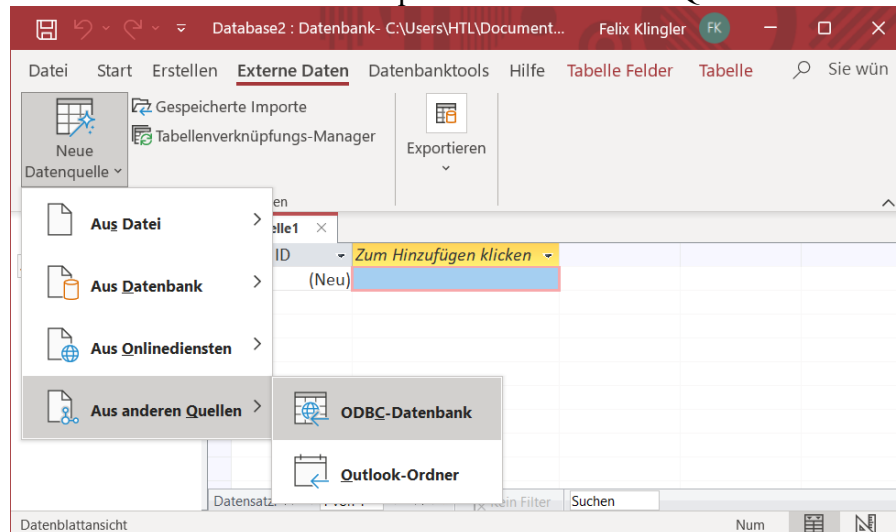 Database2 : Datenbank- C:\Users\HTL\Document... Felix Klingler FK
Datei Start Erstellen Externe Daten Datenbanktools Hilfe Tabelle Felder Tabelle Sie wün
Neue Datenquelle
Gespeicherte Importe
Tabellenverknüpfungs-Manager
Exportieren
en
Aus Datei
Aus Datenbank
Aus Onlinediensten
Aus anderen Quellen
elle1
ID Zum Hinzufügen klicken
(Neu)
ODBC-Datenbank
Outlook-Ordner
Datensatz: Kein Filter Suchen
Datenblattansicht Num